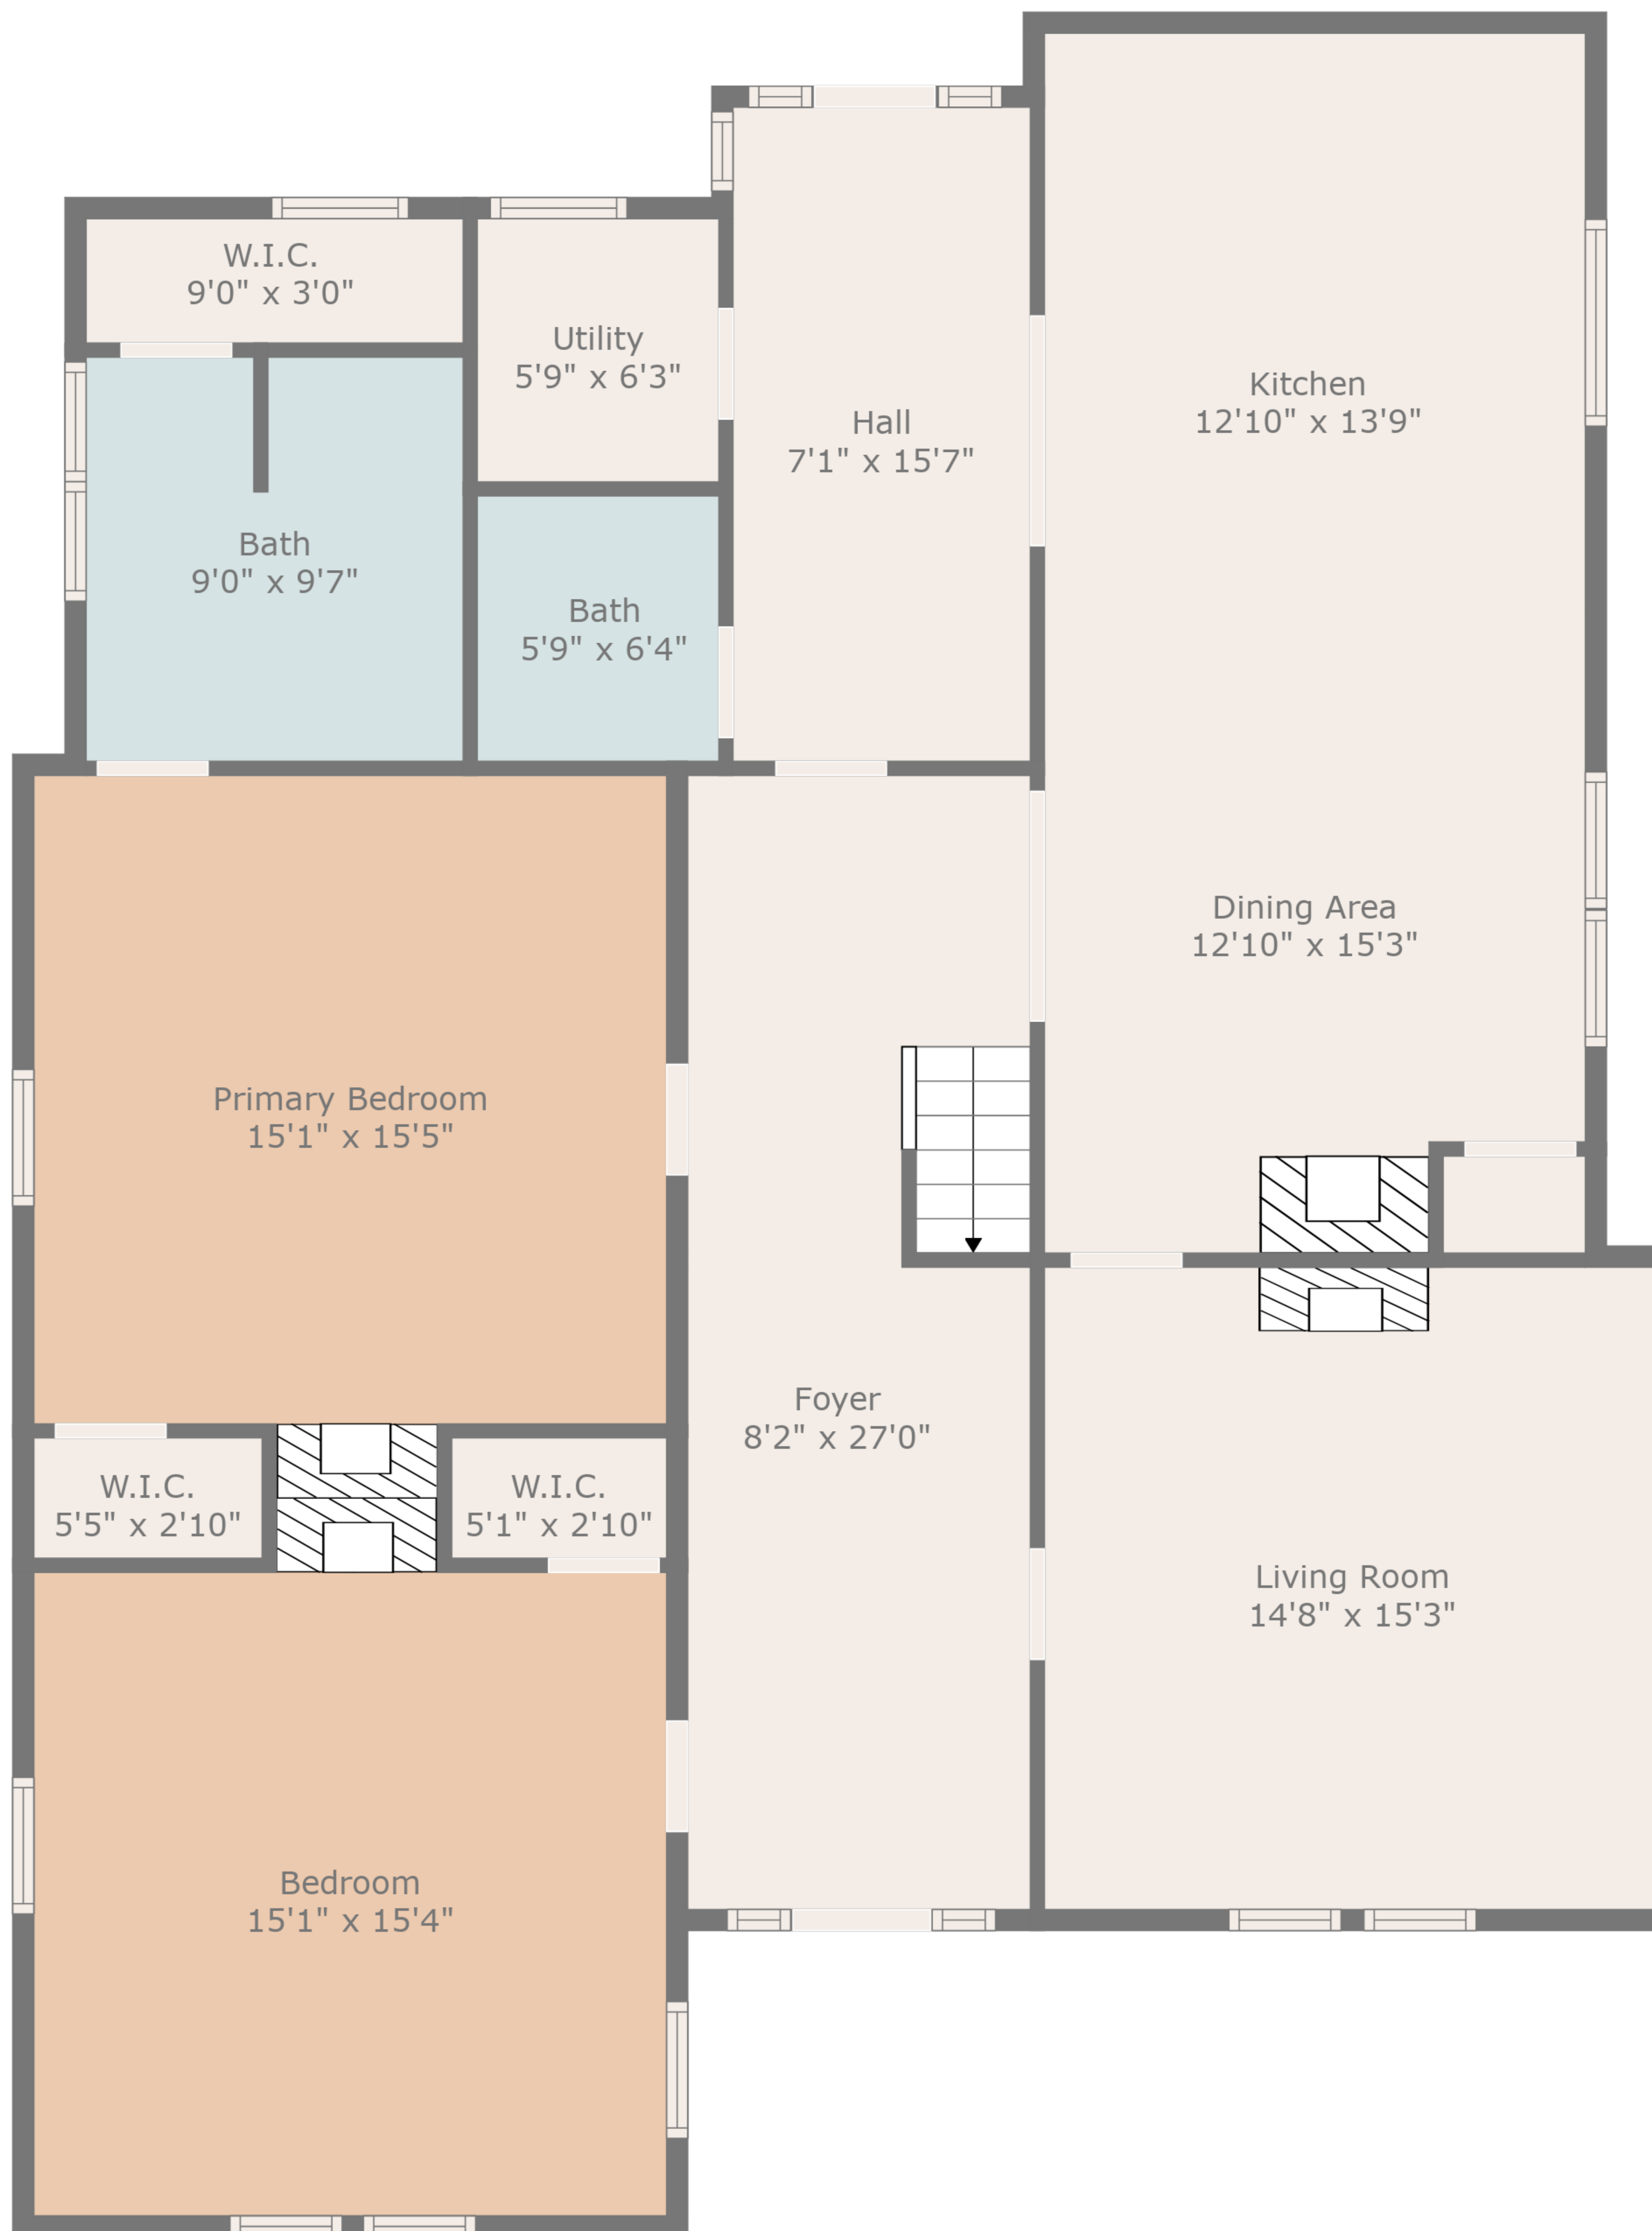 W.I.C.
9'0" x 3'0"
Utility
5'9" x 6'3"
Kitchen
12'10" x 13'9"
Hall
7'1" x 15'7"
Bath
9'0" x 9'7"
Bath
5'9" x 6'4"
Dining Area
12'10" x 15'3"
Primary Bedroom
15'1" x 15'5"
Foyer
8'2" x 27'0"
W.I.C.
5'5" x 2'10"
W.I.C.
5'1" x 2'10"
Living Room
14'8" x 15'3"
Bedroom
15'1" x 15'4"